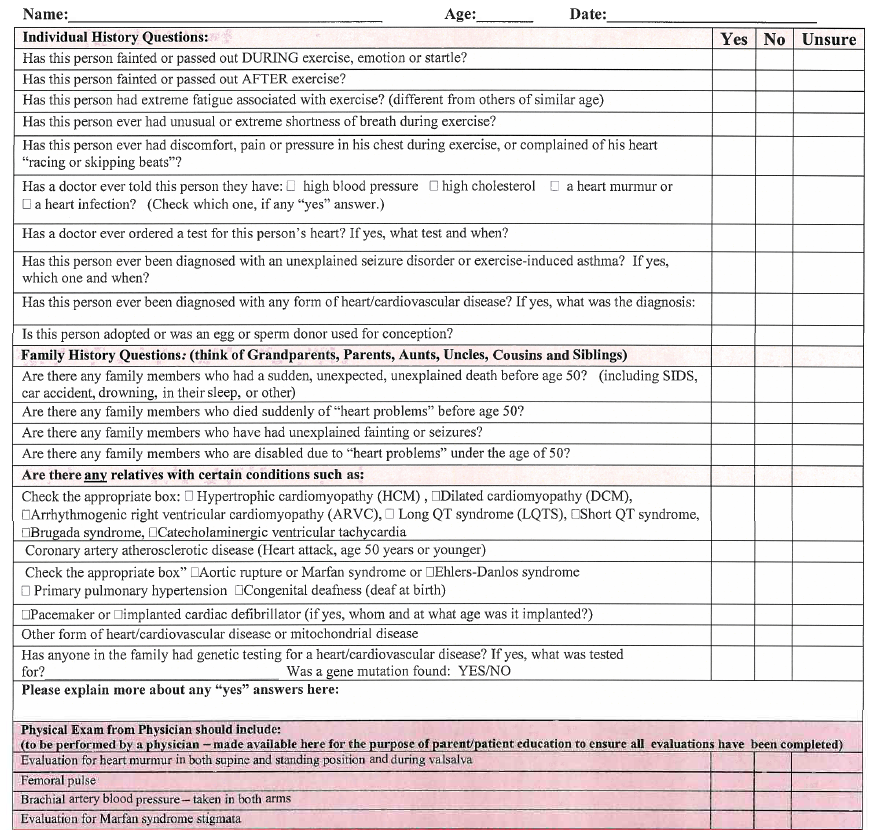 Name:____________________ Age:_______ Date:____________________
Individual History Questions: Yes No Unsure
Has this person fainted or passed out DURING exercise, emotion or startle?
Has this person fainted or passed out AFTER exercise?
Has this person had extreme fatigue associated with exercise? (different from others of similar age)
Has this person ever had unusual or extreme shortness of breath during exercise?
Has this person ever had discomfort, pain or pressure in his chest during exercise, or complained of his heart
“racing or skipping beats”?
Has a doctor ever told this person they have: □ high blood pressure □ high cholesterol □ a heart murmur or
□ a heart infection? (Check which one, if any “yes” answer.)
Has a doctor ever ordered a test for this person’s heart? If yes, what test and when?
Has this person ever been diagnosed with an unexplained seizure disorder or exercise-induced asthma? If yes,
which one and when?
Has this person ever been diagnosed with any form of heart/cardiovascular disease? If yes, what was the diagnosis:
Is this person adopted or was an egg or sperm donor used for conception?
Family History Questions: (think of Grandparents, Parents, Aunts, Uncles, Cousins and Siblings)
Are there any family members who had a sudden, unexpected, unexplained death before age 50? (including SIDS,
car accident, drowning, in their sleep, or other)
Are there any family members who died suddenly of “heart problems” before age 50?
Are there any family members who have had unexplained fainting or seizures?
Are there any family members who are disabled due to “heart problems” under the age of 50?
Are there any relatives with certain conditions such as:
Check the appropriate box: □ Hypertrophic cardiomyopathy (HCM) , □Dilated cardiomyopathy (DCM),
□Arrhythmogenic right ventricular cardiomyopathy (ARVC), □ Long QT syndrome (LQTS), □Short QT syndrome,
□Brugada syndrome, □Catecholaminergic ventricular tachycardia
Coronary artery atherosclerotic disease (Heart attack, age 50 years or younger)
Check the appropriate box” □Aortic rupture or Marfan syndrome or □Ehlers-Danlos syndrome
□ Primary pulmonary hypertension □Congenital deafness (deaf at birth)
□Pacemaker or □implanted cardiac defibrillator (if yes, whom and at what age was it implanted?)
Other form of heart/cardiovascular disease or mitochondrial disease
Has anyone in the family had genetic testing for a heart/cardiovascular disease? If yes, what was tested
for?____________________ Was a gene mutation found: YES/NO
Please explain more about any “yes” answers here:
Physical Exam from Physician should include:
(to be performed by a physician – made available here for the purpose of parent/patient education to ensure all evaluations have been completed)
Evaluation for heart murmur in both supine and standing position and during valsalva
Femoral pulse
Brachial artery blood pressure – taken in both arms
Evaluation for Marfan syndrome stigmata